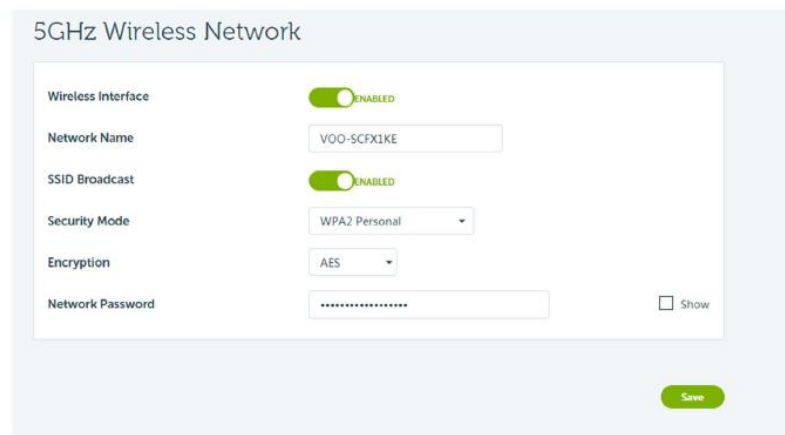 5GHz Wireless Network
Wireless Interface ENABLED
Network Name VOO-SCFX1KE
SSID Broadcast ENABLED
Security Mode WPA2 Personal
Encryption AES
Network Password •••••••••••••••••• Show
Save